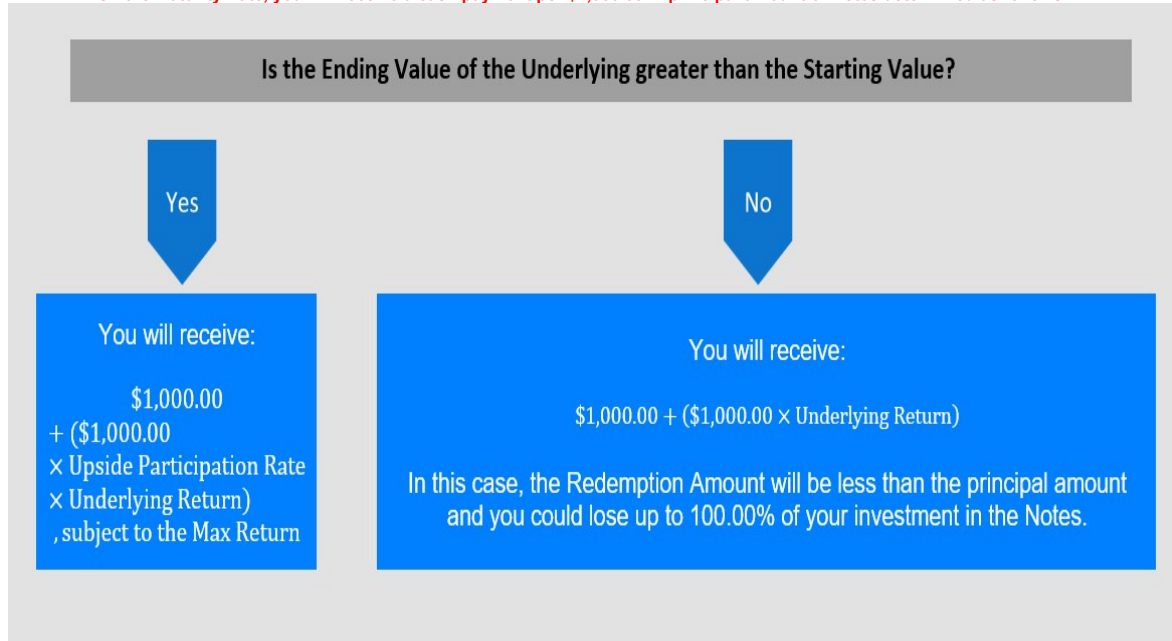 Is the Ending Value of the Underlying greater than the Starting Value?
Yes
No
You will receive:
$1,000.00
+ ($1,000.00
× Upside Participation Rate
× Underlying Return)
, subject to the Max Return
You will receive:
$1,000.00 + ($1,000.00 × Underlying Return)
In this case, the Redemption Amount will be less than the principal amount
and you could lose up to 100.00% of your investment in the Notes.